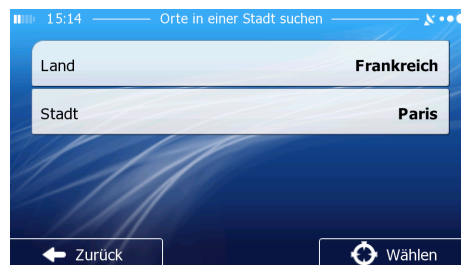 15:14 Orte in einer Stadt suchen
Land Frankreich
Stadt Paris
Zurück Wählen